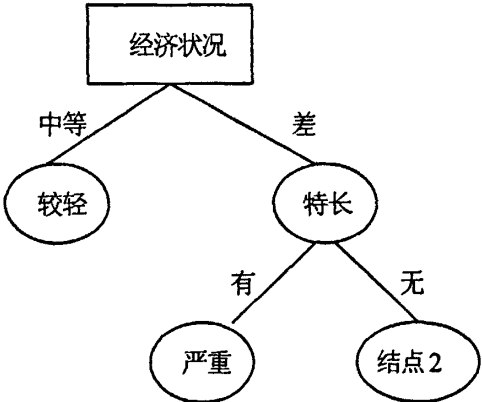 经济状况
中等
差
较轻
特长
有
无
严重
结点2